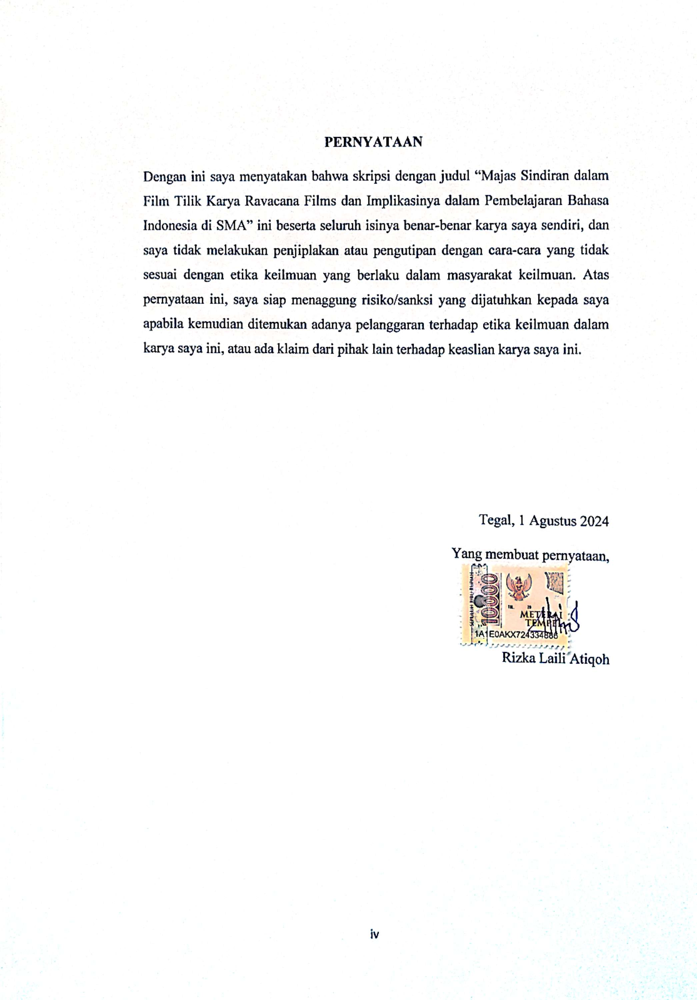 PERNYATAAN
Dengan ini saya menyatakan bahwa skripsi dengan judul “Majas Sindiran dalam
Film Tilik Karya Ravacana Films dan Implikasinya dalam Pembelajaran Bahasa
Indonesia di SMA” ini beserta seluruh isinya benar-benar karya saya sendiri, dan
saya tidak melakukan penjiplakan atau pengutipan dengan cara-cara yang tidak
sesuai dengan etika keilmuan yang berlaku dalam masyarakat keilmuan. Atas
pernyataan ini, saya siap menaggung risiko/sanksi yang dijatuhkan kepada saya
apabila kemudian ditemukan adanya pelanggaran terhadap etika keilmuan dalam
karya saya ini, atau ada klaim dari pihak lain terhadap keaslian karya saya ini.
Tegal, 1 Agustus 2024
Yang membuat pernyataan,
SEPULUH RIBU RUPIAH
10000
TGL. 20
METERAI
TEMPEL
1A1E0AKX724334886
Rizka Laili Atiqoh
iv